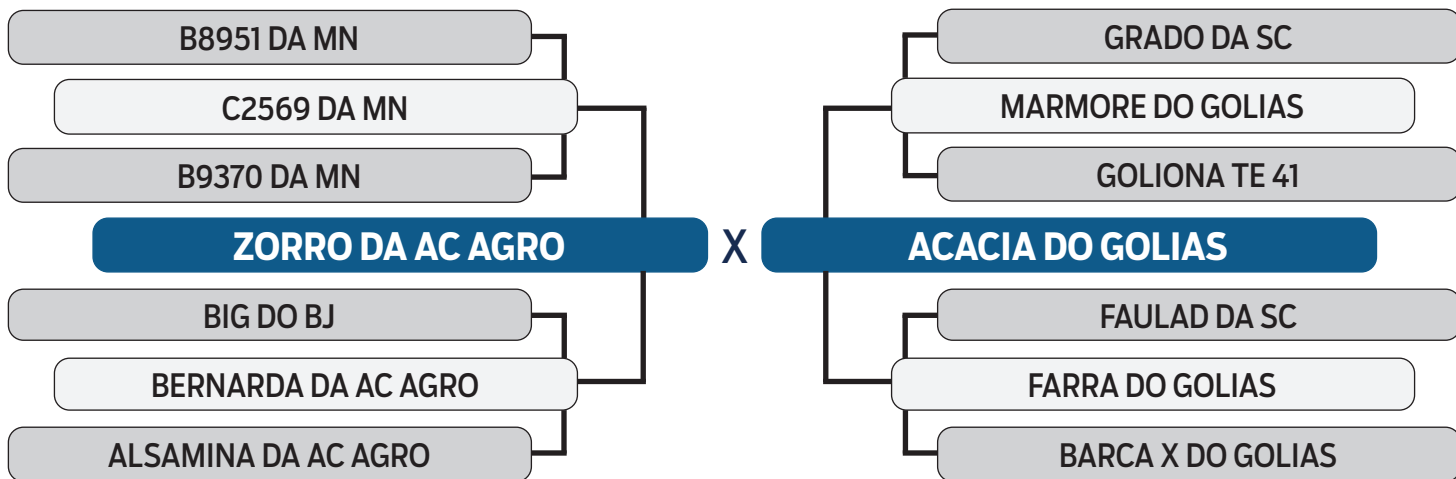 B8951 DA MN
C2569 DA MN
B9370 DA MN
ZORRO DA AC AGRO
BIG DO BJ
BERNARDA DA AC AGRO
ALSAMINA DA AC AGRO
X
GRADO DA SC
MARMORE DO GOLIAS
GOLIONA TE 41
ACACIA DO GOLIAS
FAULAD DA SC
FARRA DO GOLIAS
BARCA X DO GOLIAS